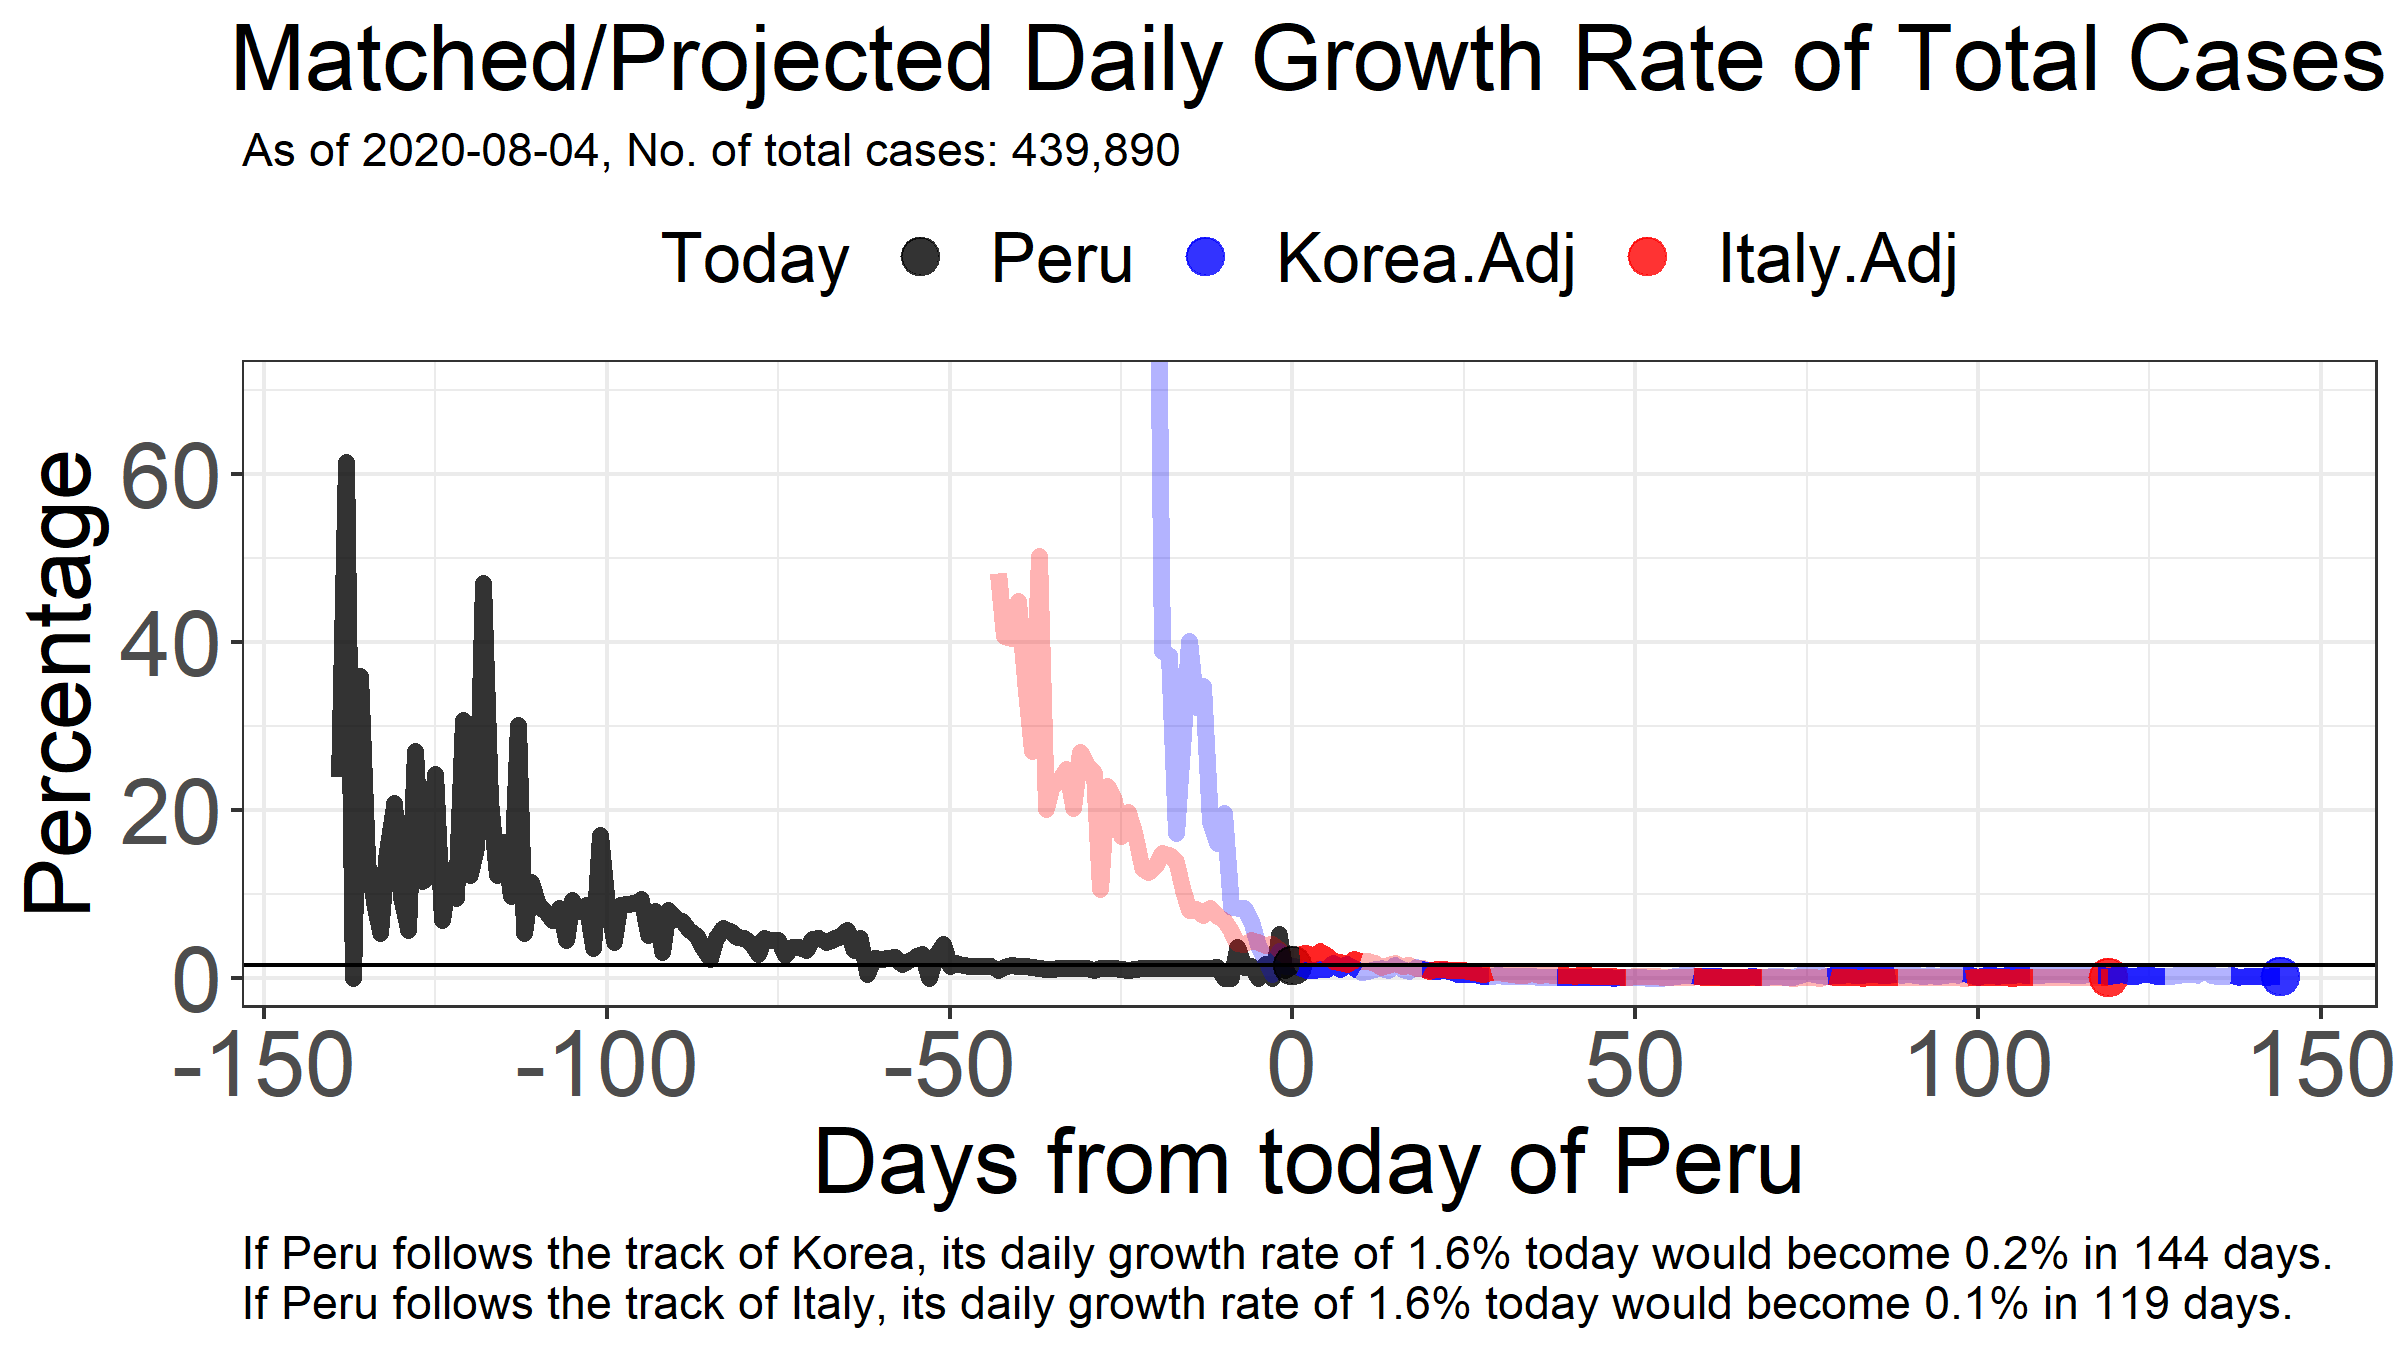 Matched/Projected Daily Growth Rate of Total Cases
As of 2020-08-04, No. of total cases: 439,890
Today Peru Korea.Adj Italy.Adj
Percentage
60
40
20
0
-150 -100 -50 0 50 100 150
Days from today of Peru
If Peru follows the track of Korea, its daily growth rate of 1.6% today would become 0.2% in 144 days.
If Peru follows the track of Italy, its daily growth rate of 1.6% today would become 0.1% in 119 days.